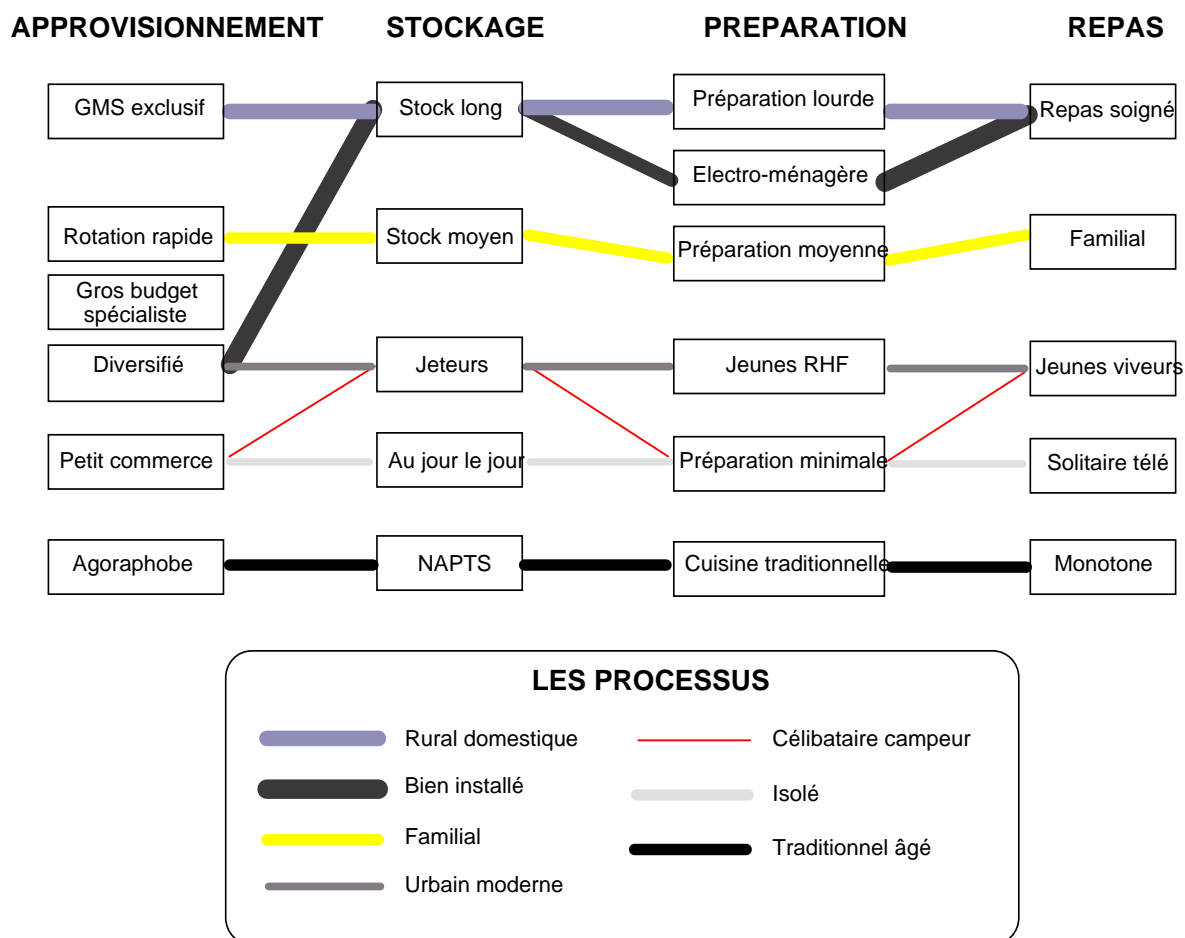 APPROVISIONNEMENT STOCKAGE PREPARATION REPAS
GMS exclusif
Stock long
Préparation lourde
Repas soigné
Electro-ménagère
Rotation rapide
Stock moyen
Préparation moyenne
Familial
Gros budget
spécialiste
Diversifié
Jeteurs
Jeunes RHF
Jeunes viveurs
Petit commerce
Au jour le jour
Préparation minimale
Solitaire télé
Agoraphobe
NAPTS
Cuisine traditionnelle
Monotone
LES PROCESSUS
Rural domestique
Bien installé
Familial
Urbain moderne
Célibataire campeur
Isolé
Traditionnel âgé